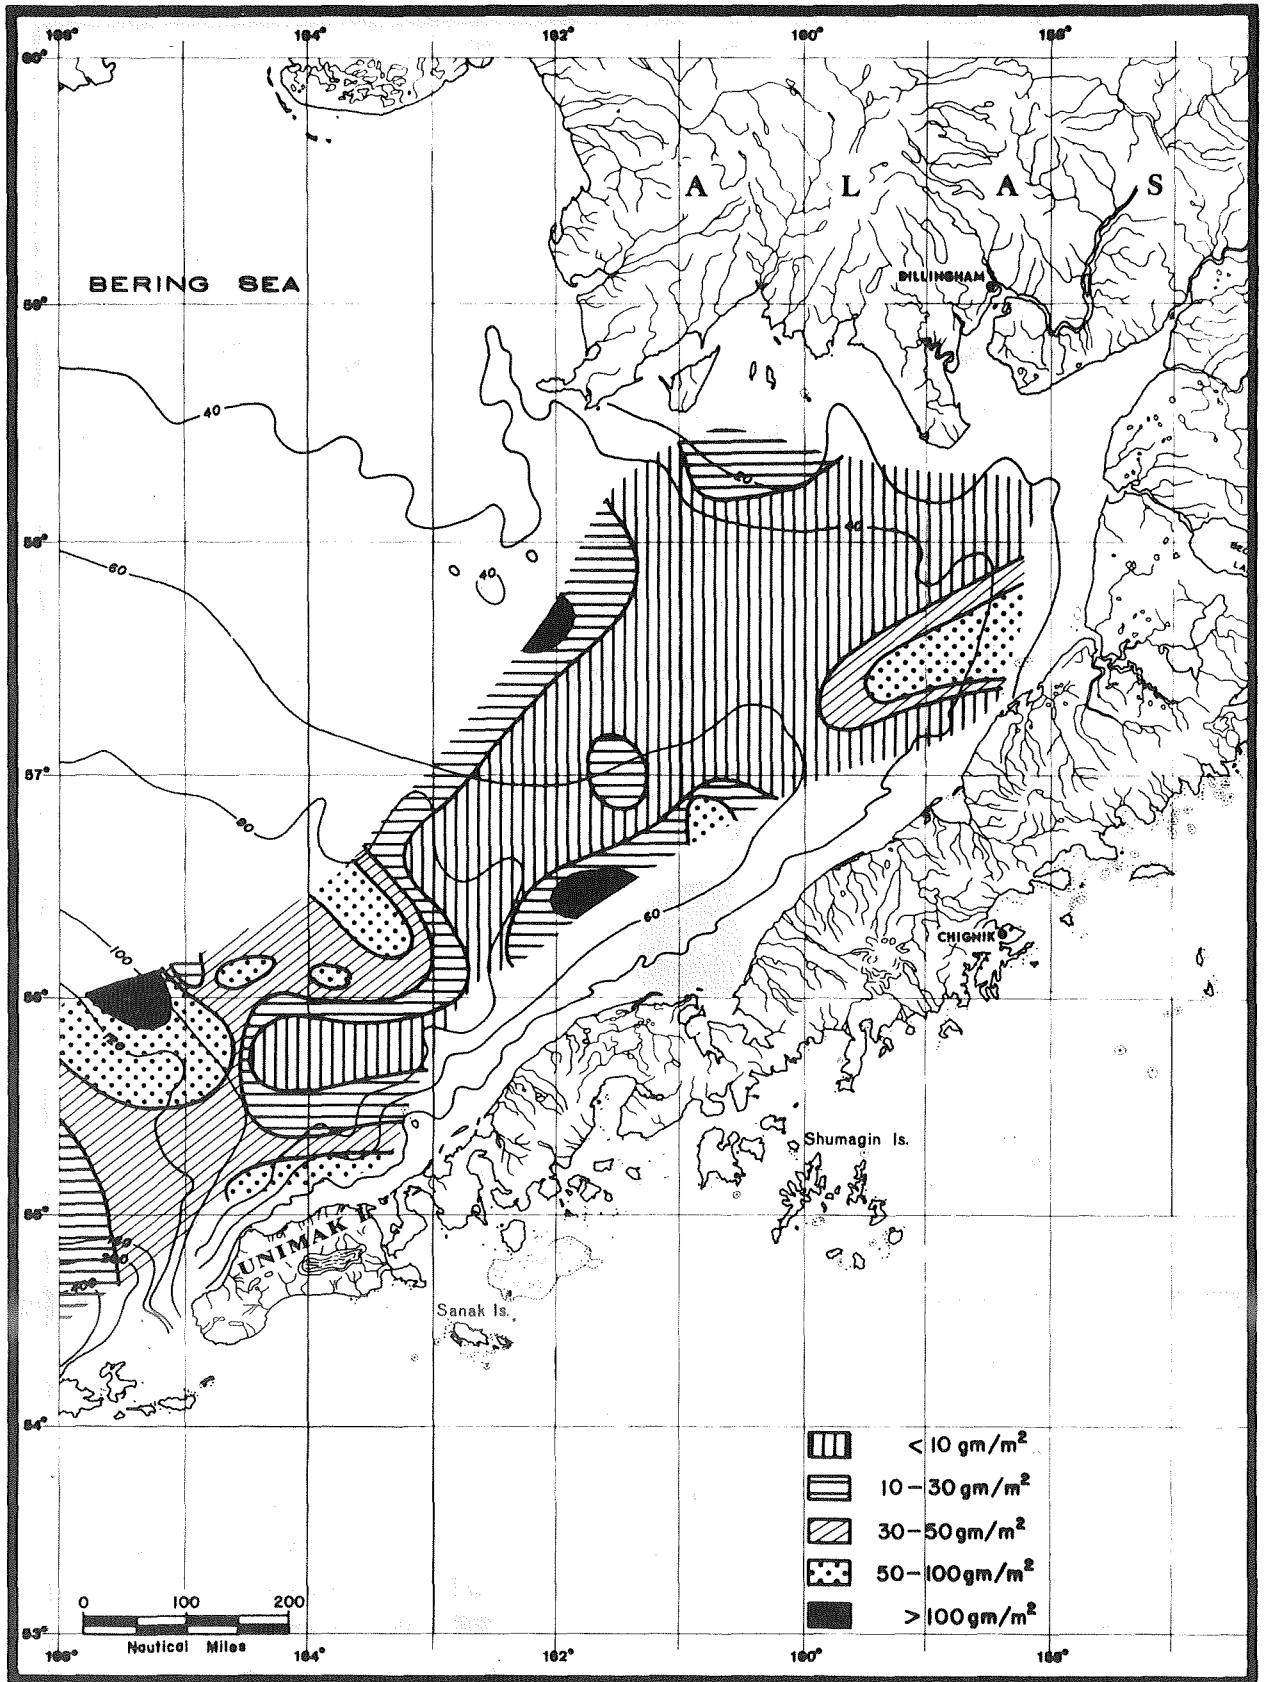 166° 164° 162° 160° 158°
60°
A L A S
DILLINGHAM
BERING SEA
59°
40
20
40
58°
60
40
57°
80
60
100
CHIGNIK
56°
Shumagin Is.
55°
UNIMAK I.
200
400
Sanak Is.
54°
<10 gm/m²
10-30 gm/m²
30-50 gm/m²
50-100 gm/m²
>100 gm/m²
0 100 200
Nautical Miles
53°
166° 164° 162° 160° 158°